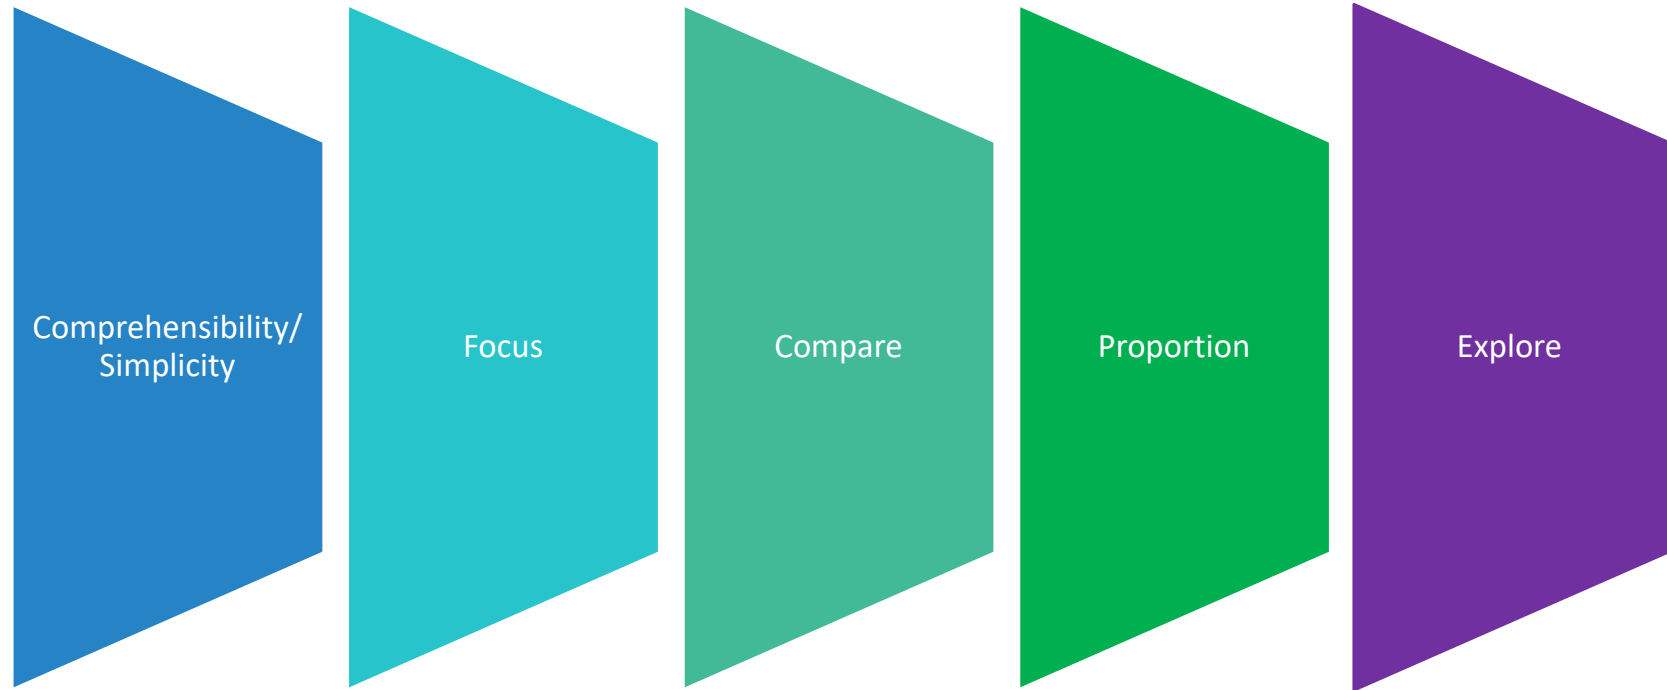 Comprehensibility/
Simplicity
Focus
Compare
Proportion
Explore